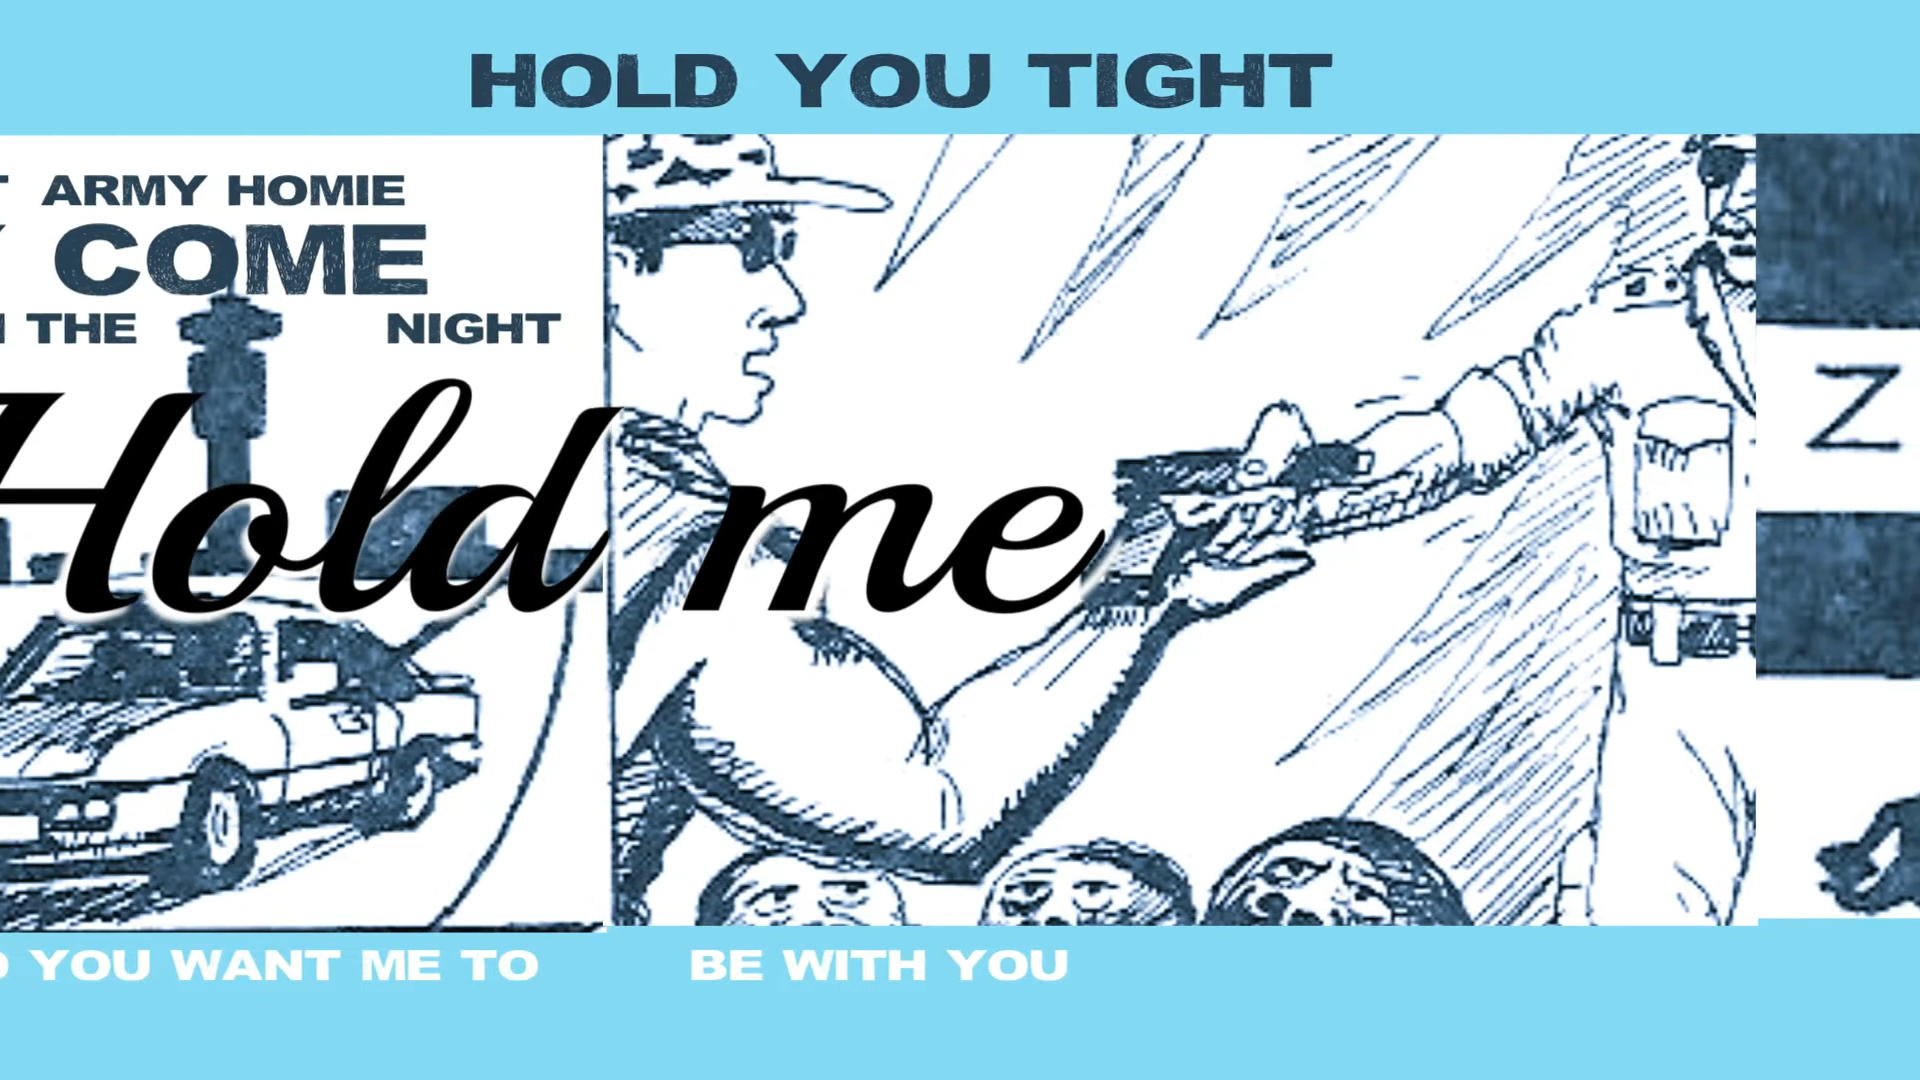 HOLD YOU TIGHT
ARMY HOMIE
COME
THE NIGHT
Hold me
YOU WANT ME TO BE WITH YOU
Z